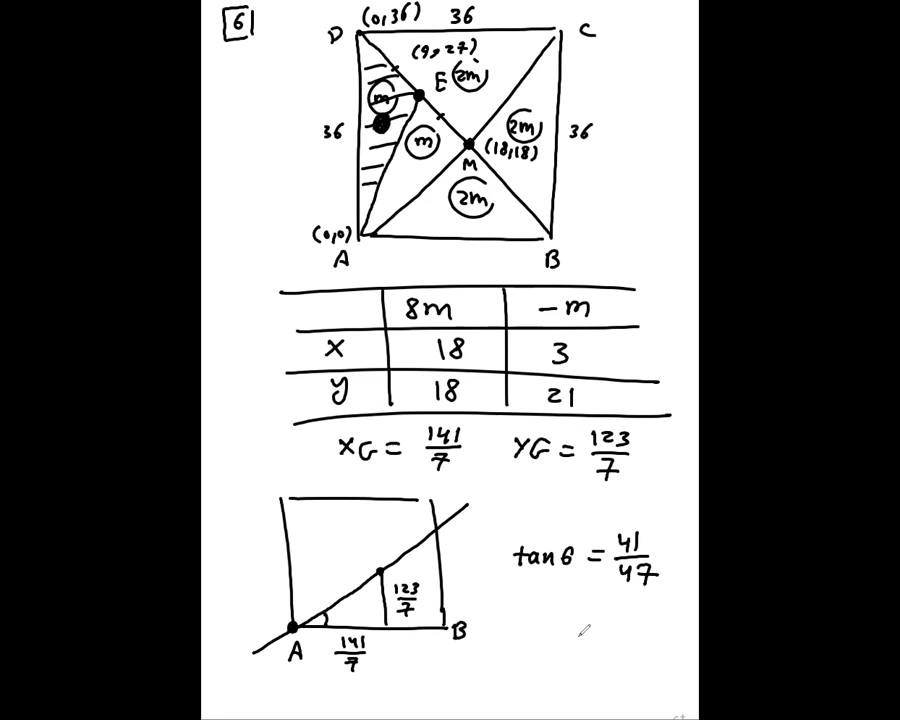 6
(0,36) 36
D C
(9,27)
E 2m
m
36 m 2m 36
(18,18)
M
2m
(0,0)
A B
8m -m
X 18 3
y 18 21
XG = 141/7 YG = 123/7
tan θ = 41/47
123/7
A 141/7 B